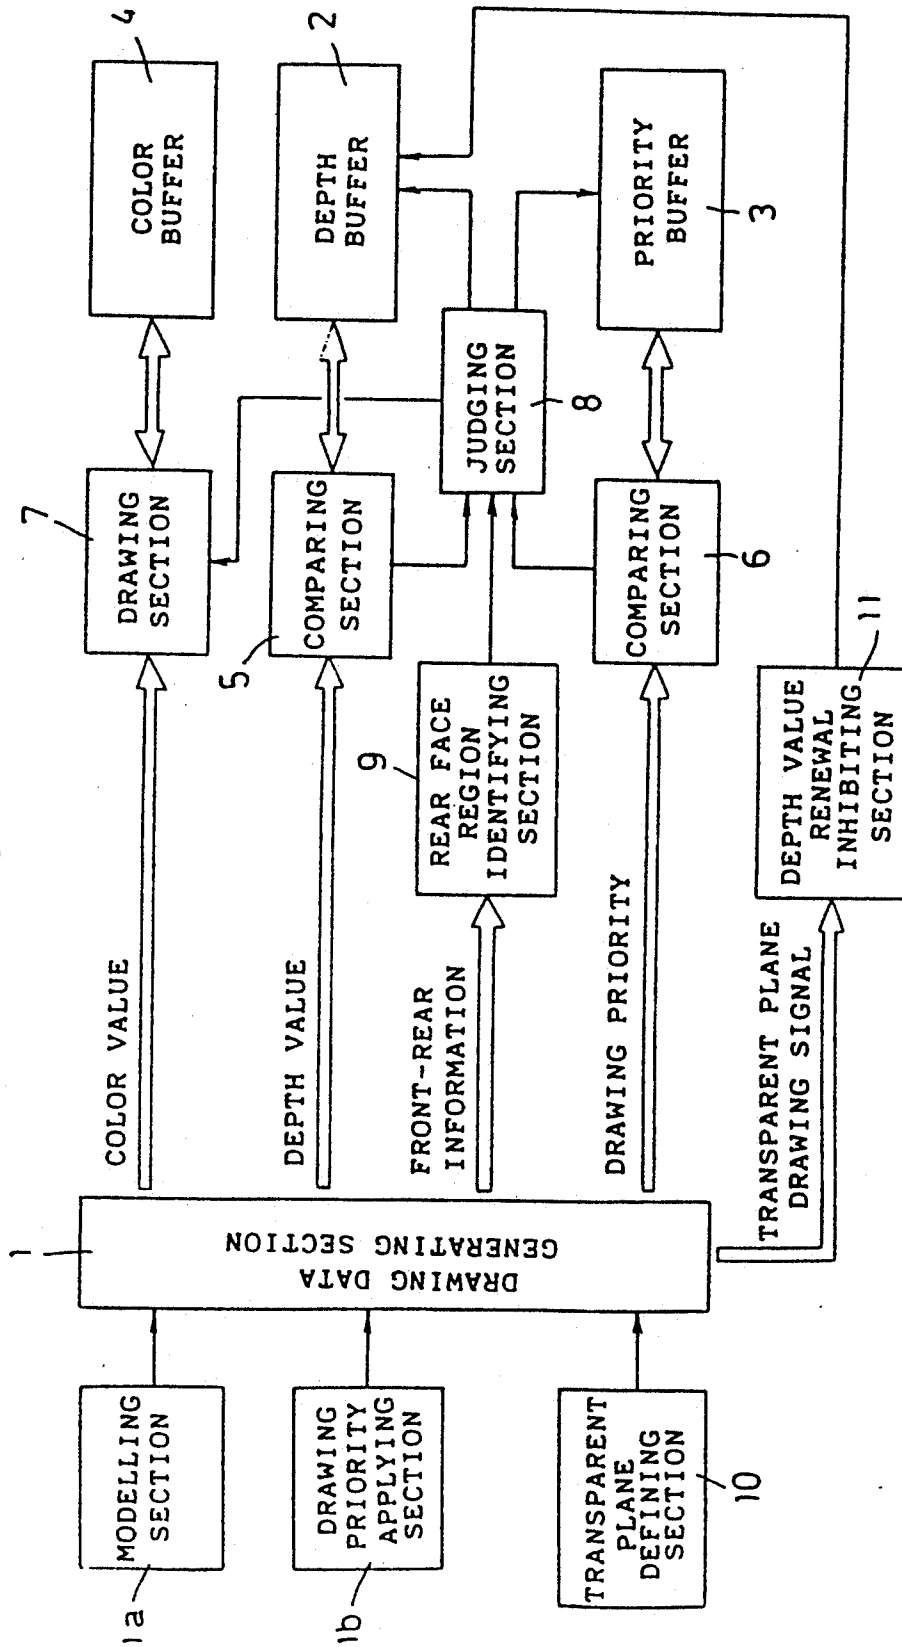 1a
MODELLING
SECTION
1b
DRAWING
PRIORITY
APPLYING
SECTION
TRANSPARENT
PLANE
DEFINING
SECTION
10
1
DRAWING DATA
GENERATING SECTION
COLOR VALUE
DEPTH VALUE
FRONT-REAR
INFORMATION
DRAWING PRIORITY
TRANSPARENT PLANE
DRAWING SIGNAL
7
DRAWING
SECTION
5
COMPARING
SECTION
9
REAR FACE
REGION
IDENTIFYING
SECTION
COMPARING
SECTION
6
DEPTH VALUE
RENEWAL
INHIBITING
SECTION
11
JUDGING
SECTION
8
4
COLOR
BUFFER
2
DEPTH
BUFFER
PRIORITY
BUFFER
3